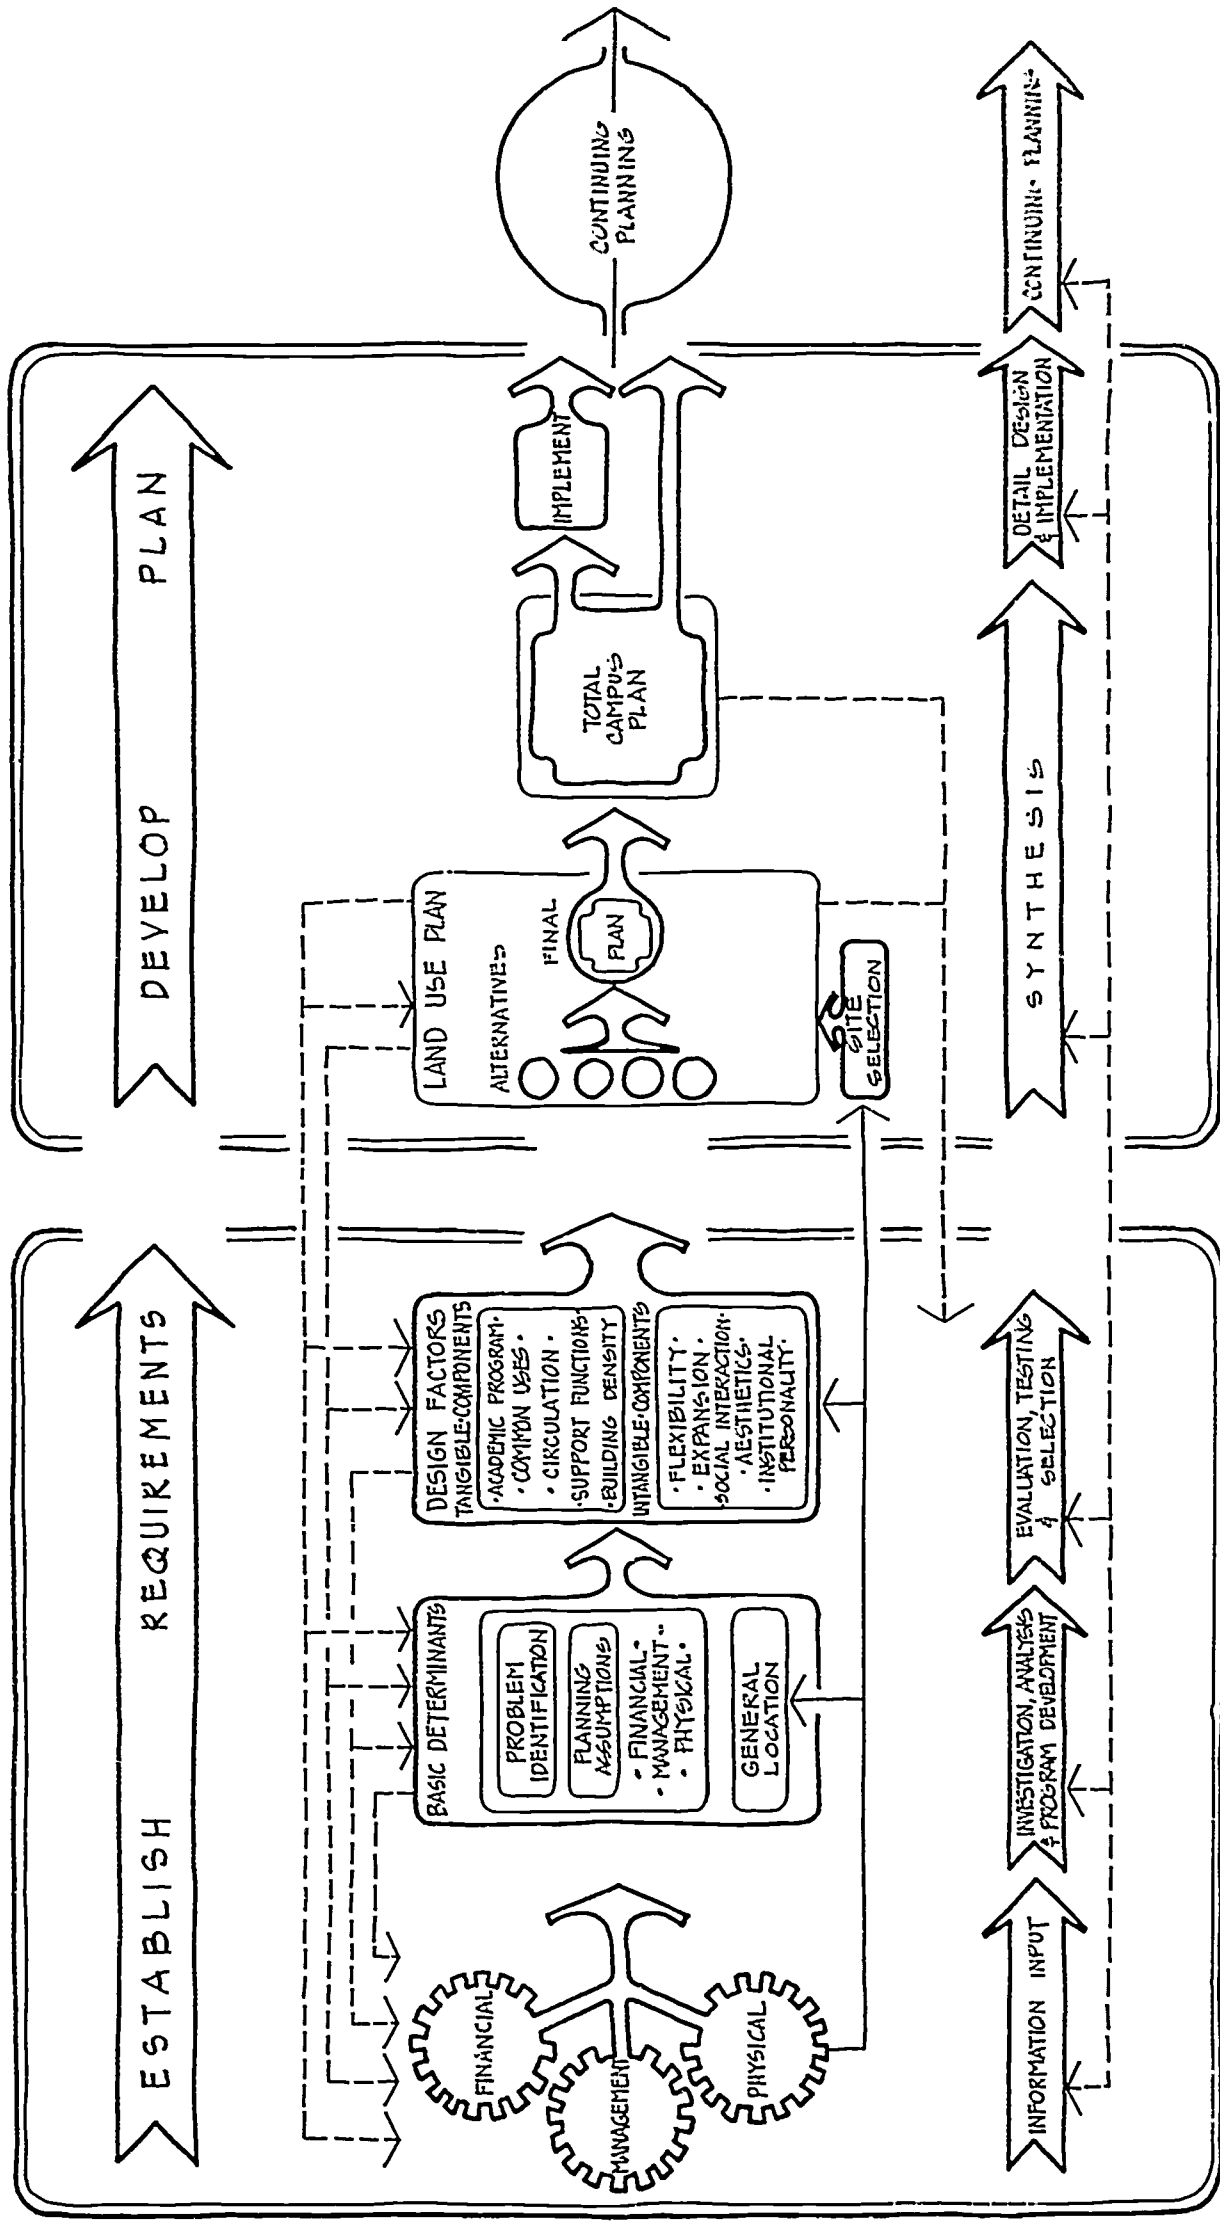 ESTABLISH REQUIREMENTS
DEVELOP PLAN
FINANCIAL
MANAGEMENT
PHYSICAL
BASIC DETERMINANTS
PROBLEM
IDENTIFICATION
PLANNING
ASSUMPTIONS
• FINANCIAL •
• MANAGEMENT ••
• PHYSICAL •
GENERAL
LOCATION
DESIGN FACTORS
TANGIBLE·COMPONENTS
·ACADEMIC PROGRAM·
• COMMON USES •
• CIRCULATION •
·SUPPORT FUNCTIONS·
·BUILDING DENSITY
INTANGIBLE·COMPONENTS
·FLEXIBILITY·
· EXPANSION ·
·SOCIAL INTERACTION·
·AESTHETICS·
·INSTITUTIONAL
PERSONALITY·
LAND USE PLAN
ALTERNATIVES
FINAL
PLAN
SITE
SELECTION
TOTAL
CAMPUS
PLAN
IMPLEMENT
CONTINUING
PLANNING
INFORMATION INPUT
INVESTIGATION, ANALYSIS
& PROGRAM DEVELOPMENT
EVALUATION, TESTING
& SELECTION
SYNTHESIS
DETAIL DESIGN
& IMPLEMENTATION
CONTINUING PLANNING